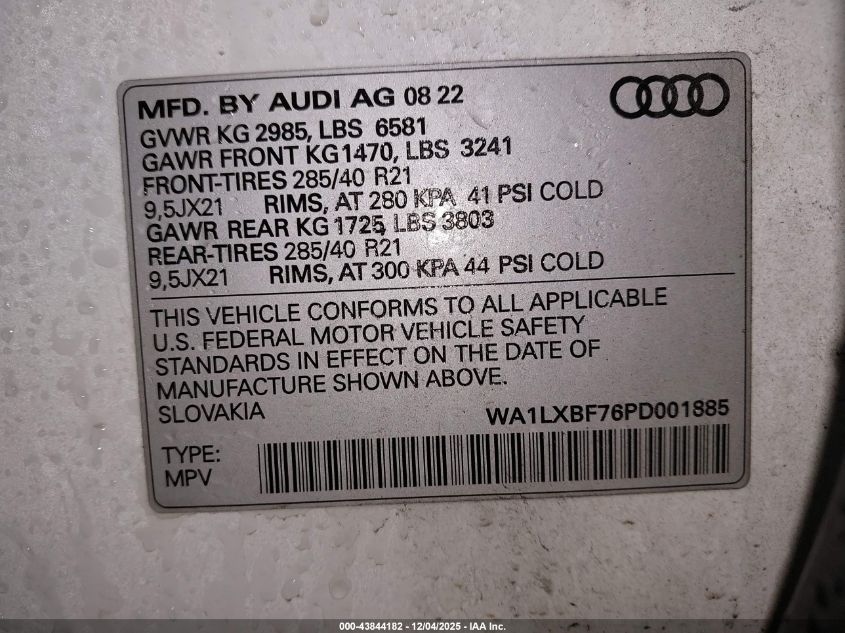 MFD. BY AUDI AG 08 22
GVWR KG 2985, LBS 6581
GAWR FRONT KG1470, LBS 3241
FRONT-TIRES 285/40 R21
9,5JX21 RIMS, AT 280 KPA 41 PSI COLD
GAWR REAR KG 1725, LBS 3803
REAR-TIRES 285/40 R21
9,5JX21 RIMS, AT 300 KPA 44 PSI COLD
THIS VEHICLE CONFORMS TO ALL APPLICABLE
U.S. FEDERAL MOTOR VEHICLE SAFETY
STANDARDS IN EFFECT ON THE DATE OF
MANUFACTURE SHOWN ABOVE.
SLOVAKIA WA1LXBF76PD001885
TYPE:
MPV
000-43844182 - 12/04/2025 - IAA Inc.